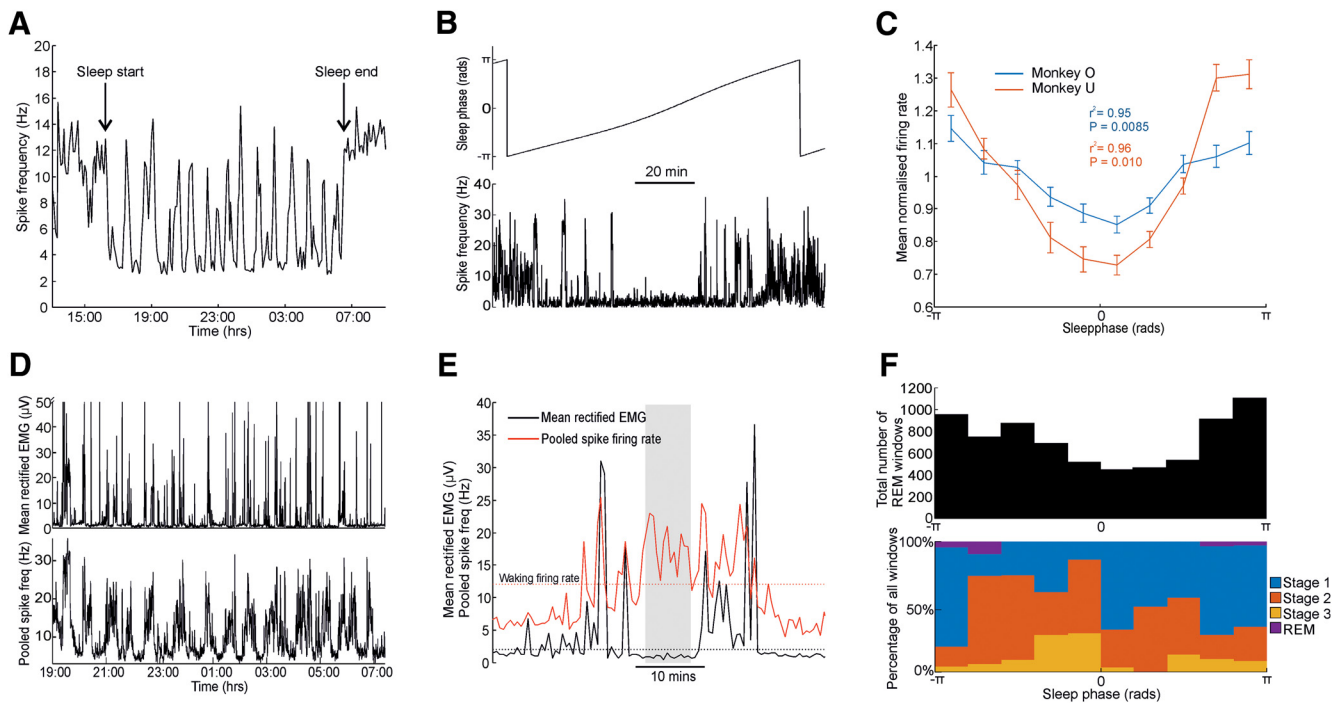 A
20
18
16
14
12
10
8
6
4
2
0
Spike frequency (Hz)
Sleep start
Sleep end
15:00 19:00 23:00 03:00 07:00
Time (hrs)
B
π
0
-π
Sleep phase (rads)
20 min
40
30
20
10
0
Spike frequency (Hz)
C
1.4
1.3
1.2
1.1
1
0.9
0.8
0.7
0.6
Mean normalised firing rate
Monkey O
Monkey U
r²= 0.95
P = 0.0085
r²= 0.96
P = 0.010
-π 0 π
Sleepphase (rads)
D
50
40
30
20
10
0
Mean rectified EMG (µV)
30
20
10
Pooled spike freq (Hz)
19:00 21:00 23:00 01:00 03:00 05:00 07:00
Time (hrs)
E
40
35
30
25
20
15
10
5
0
Mean rectified EMG (µV)
Pooled spike freq (Hz)
Mean rectified EMG
Pooled spike firing rate
Waking firing rate
10 mins
F
1200
1000
800
600
400
200
0
Total number of
REM windows
-π 0 π
100%
50%
0%
Percentage of all windows
Stage 1
Stage 2
Stage 3
REM
-π 0 π
Sleep phase (rads)